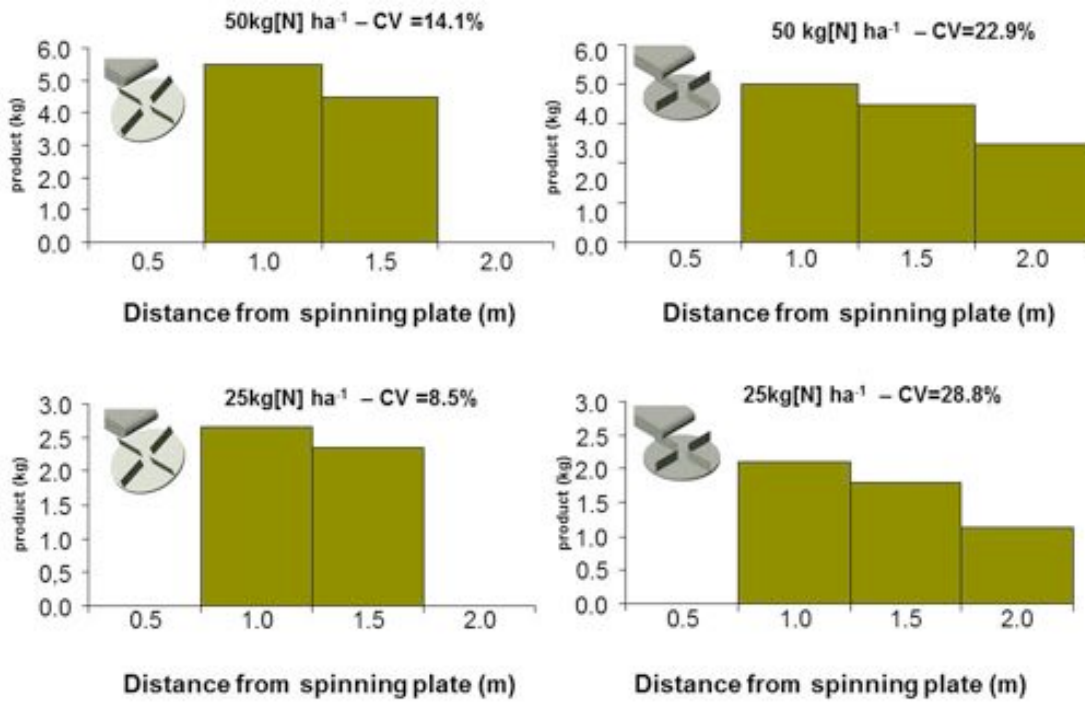 50kg[N] ha-1 – CV =14.1%
6.0
5.0
4.0
3.0
2.0
1.0
0.0
product (kg)
0.5 1.0 1.5 2.0
Distance from spinning plate (m)
50 kg[N] ha-1 – CV=22.9%
6.0
5.0
4.0
3.0
2.0
1.0
0.0
product (kg)
0.5 1.0 1.5 2.0
Distance from spinning plate (m)
25kg[N] ha-1 – CV =8.5%
3.0
2.5
2.0
1.5
1.0
0.5
0.0
product (kg)
0.5 1.0 1.5 2.0
Distance from spinning plate (m)
25kg[N] ha-1 – CV=28.8%
3.0
2.5
2.0
1.5
1.0
0.5
0.0
product (kg)
0.5 1.0 1.5 2.0
Distance from spinning plate (m)